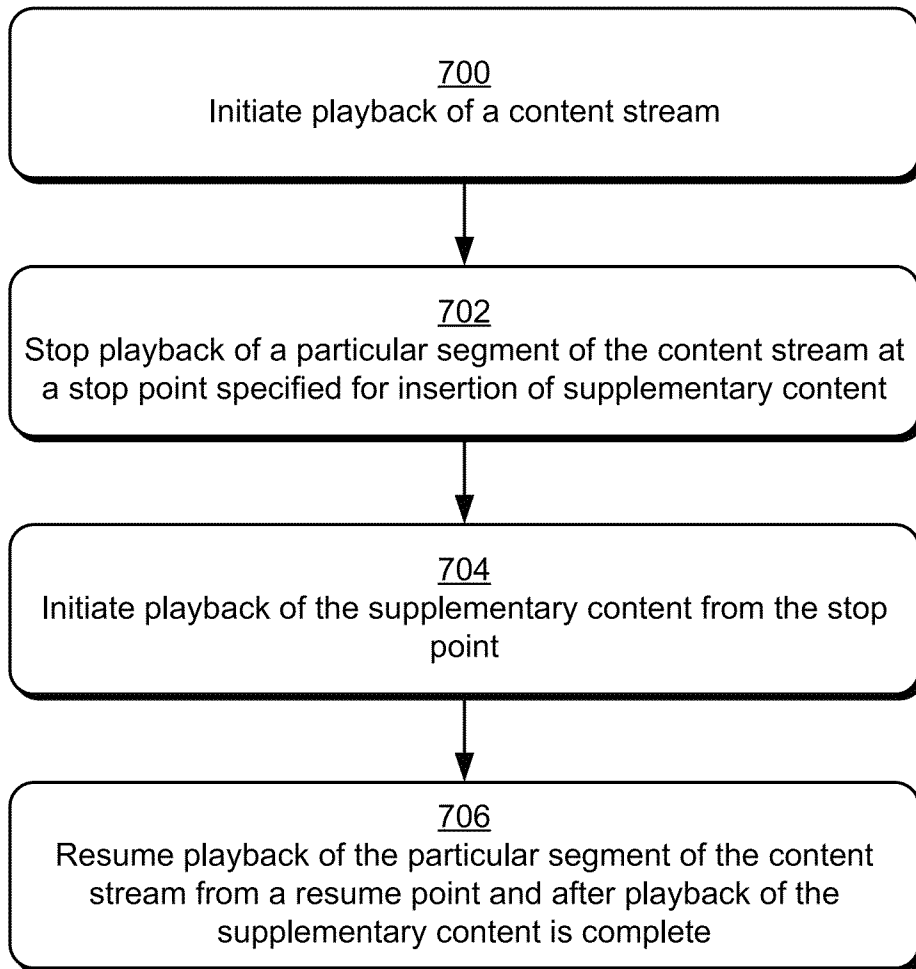 700
Initiate playback of a content stream
702
Stop playback of a particular segment of the content stream at
a stop point specified for insertion of supplementary content
704
Initiate playback of the supplementary content from the stop
point
706
Resume playback of the particular segment of the content
stream from a resume point and after playback of the
supplementary content is complete